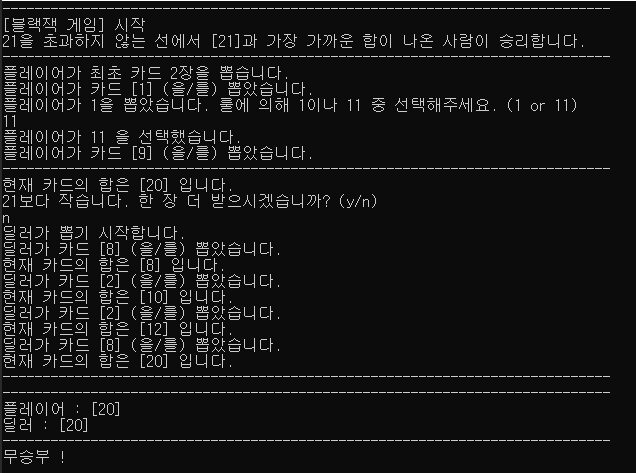 ----------------------------------------------------------------------------
[블랙잭 게임] 시작
21을 초과하지 않는 선에서 [21]과 가장 가까운 합이 나온 사람이 승리합니다.
----------------------------------------------------------------------------
플레이어가 최초 카드 2장을 뽑습니다.
플레이어가 카드 [1] (을/를) 뽑았습니다.
플레이어가 1을 뽑았습니다. 룰에 의해 1이나 11 중 선택해주세요. (1 or 11)
11
플레이어가 11 을 선택했습니다.
플레이어가 카드 [9] (을/를) 뽑았습니다.
----------------------------------------------------------------------------
현재 카드의 합은 [20] 입니다.
21보다 작습니다. 한 장 더 받으시겠습니까? (y/n)
n
딜러가 뽑기 시작합니다.
딜러가 카드 [8] (을/를) 뽑았습니다.
현재 카드의 합은 [8] 입니다.
딜러가 카드 [2] (을/를) 뽑았습니다.
현재 카드의 합은 [10] 입니다.
딜러가 카드 [2] (을/를) 뽑았습니다.
현재 카드의 합은 [12] 입니다.
딜러가 카드 [8] (을/를) 뽑았습니다.
현재 카드의 합은 [20] 입니다.
----------------------------------------------------------------------------
----------------------------------------------------------------------------
플레이어 : [20]
딜러 : [20]
----------------------------------------------------------------------------
무승부 !